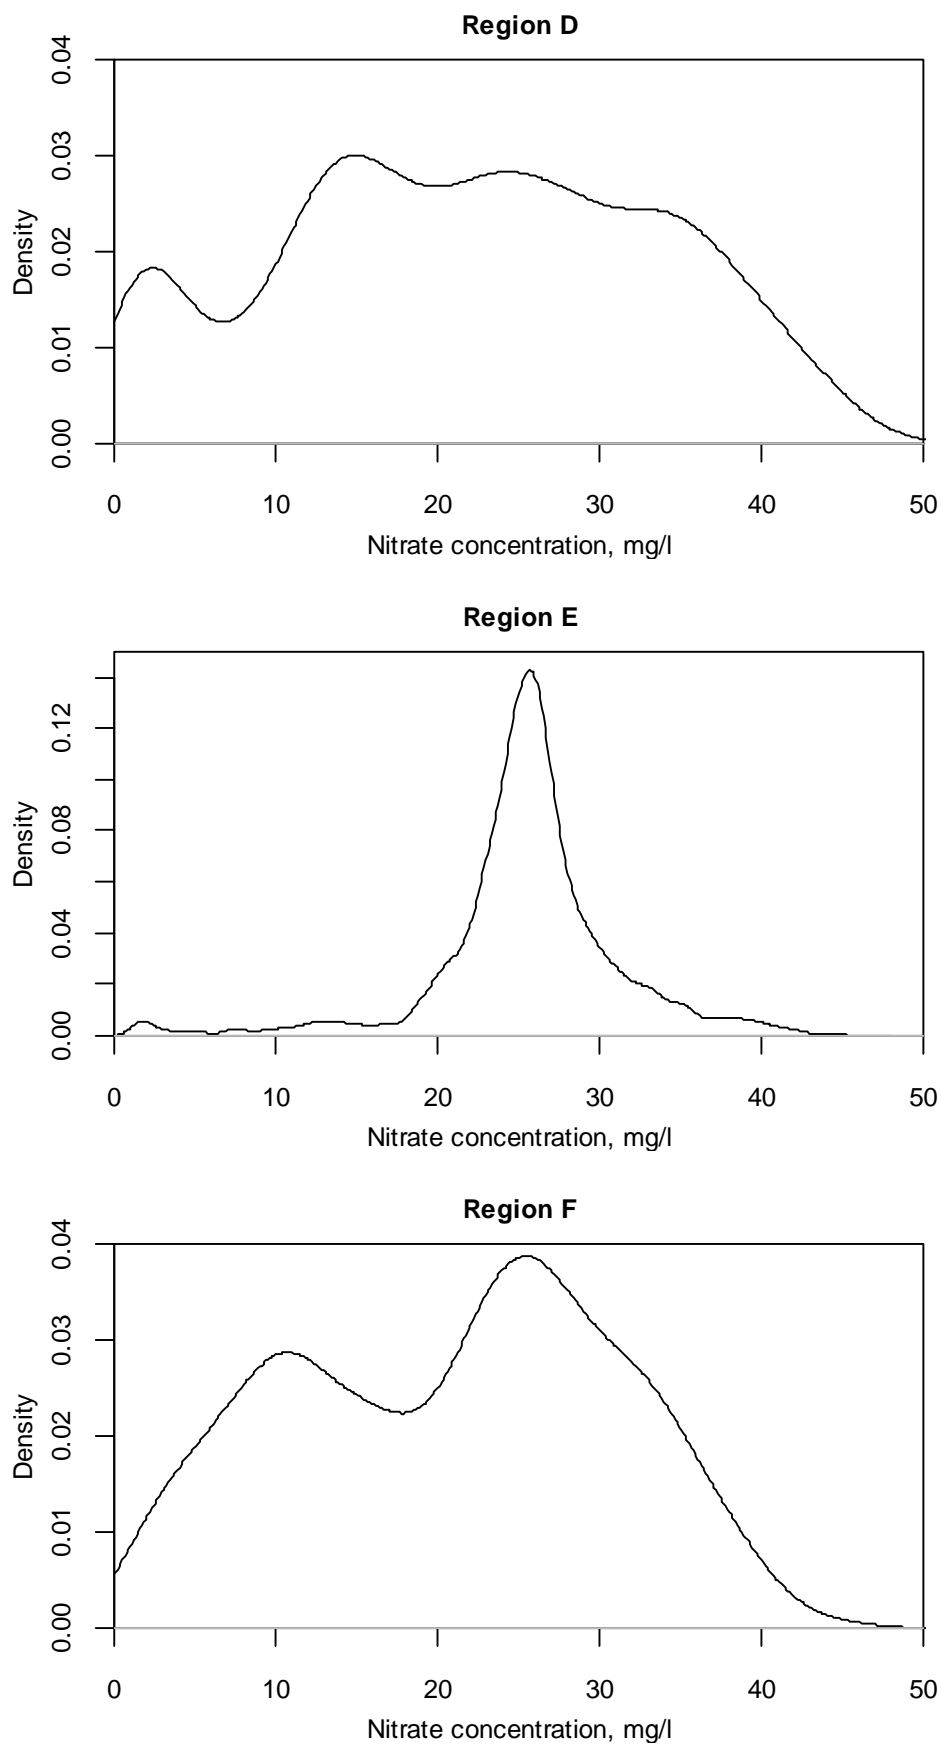 Region D
0.04
0.03
0.02
0.01
0.00
Density
0 10 20 30 40 50
Nitrate concentration, mg/l
Region E
0.12
0.08
0.04
0.00
Density
0 10 20 30 40 50
Nitrate concentration, mg/l
Region F
0.04
0.03
0.02
0.01
0.00
Density
0 10 20 30 40 50
Nitrate concentration, mg/l